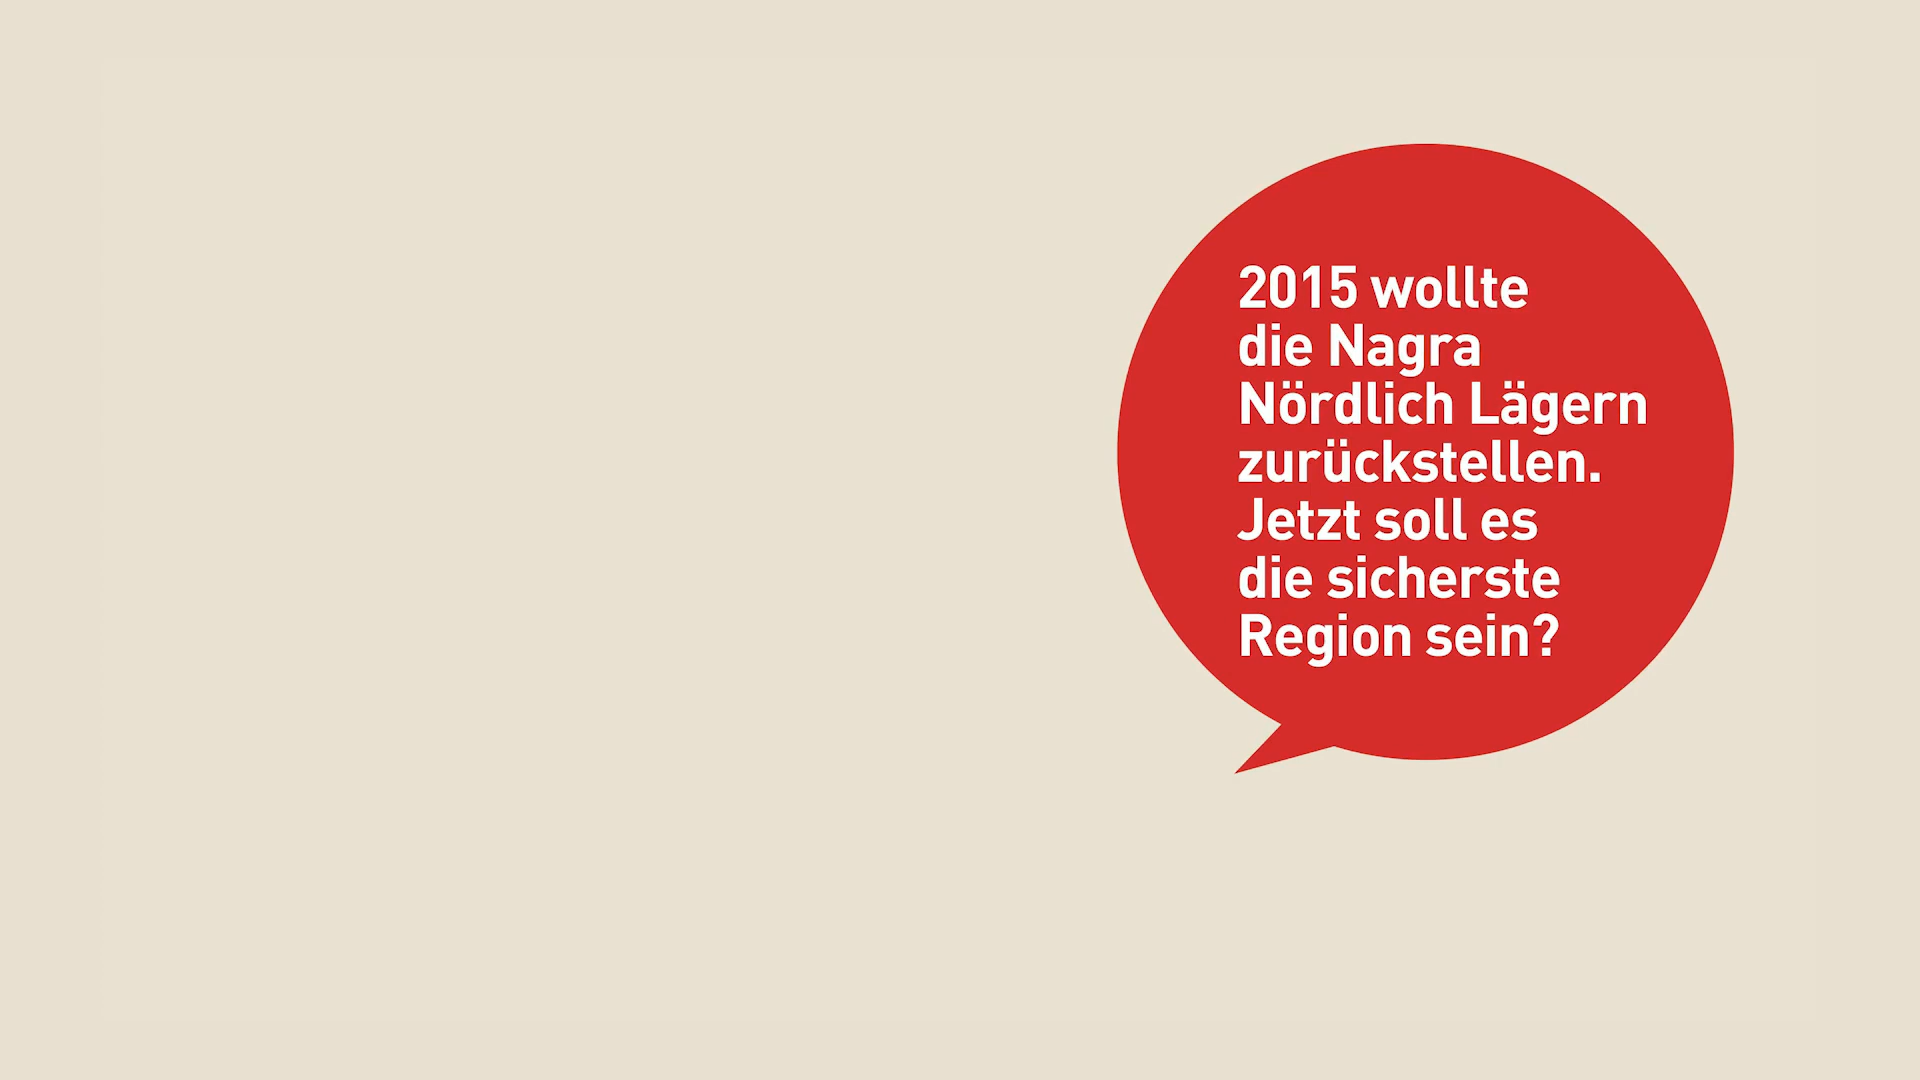 2015 wollte
die Nagra
Nördlich Lägern
zurückstellen.
Jetzt soll es
die sicherste
Region sein?